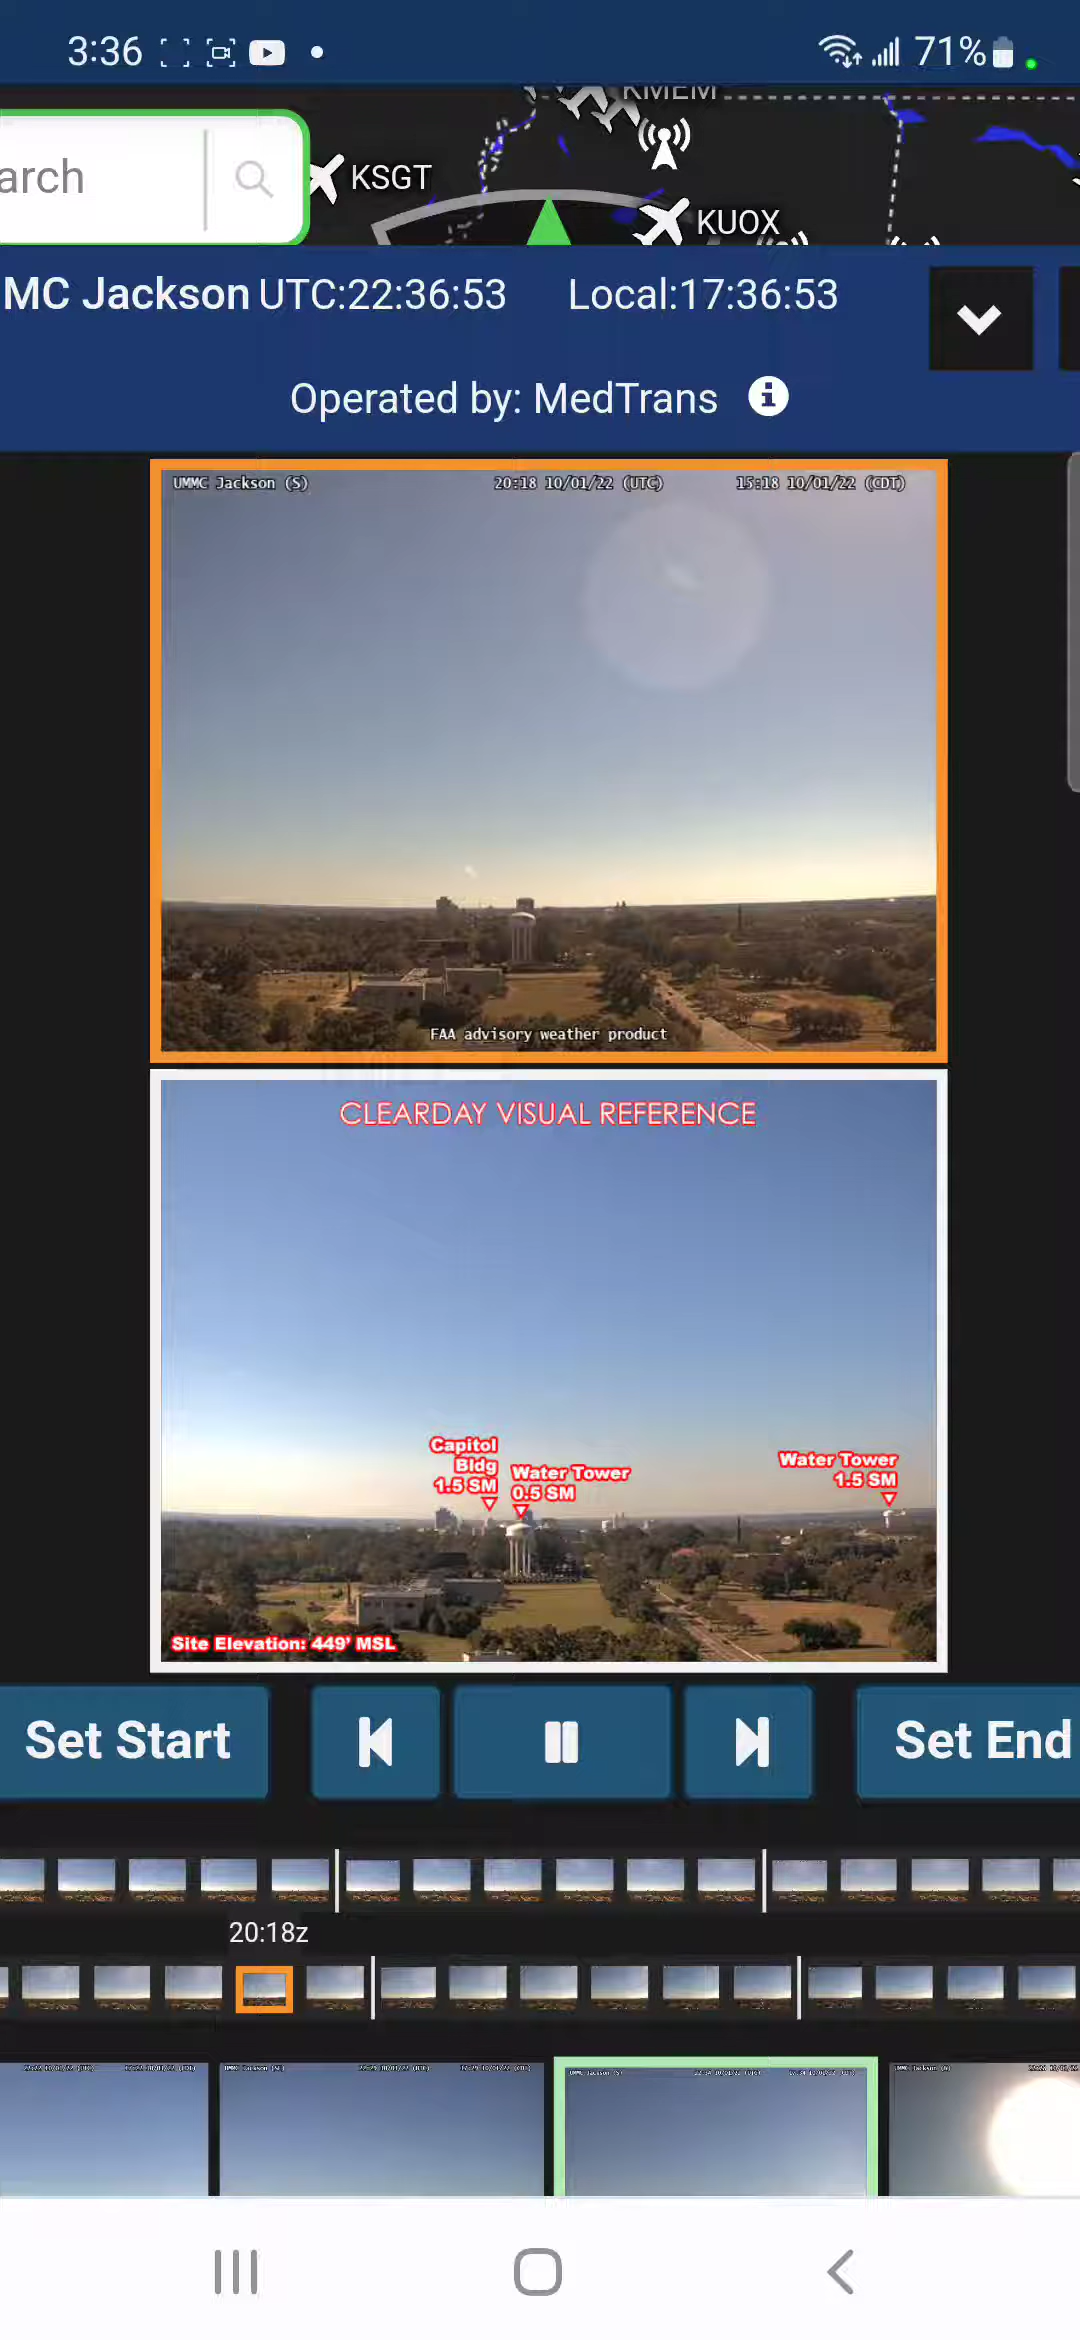 3:36 71%
KMEM
arch
KSGT
KUOX
MC Jackson UTC:22:36:53 Local:17:36:53
Operated by: MedTrans
UMMC Jackson (S) 20:18 10/01/22 (UTC) 15:18 10/01/22 (CDT)
FAA advisory weather product
CLEARDAY VISUAL REFERENCE
Capitol
Bldg
1.5 SM
Water Tower
0.5 SM
Water Tower
1.5 SM
Site Elevation: 449' MSL
Set Start
Set End
20:18z